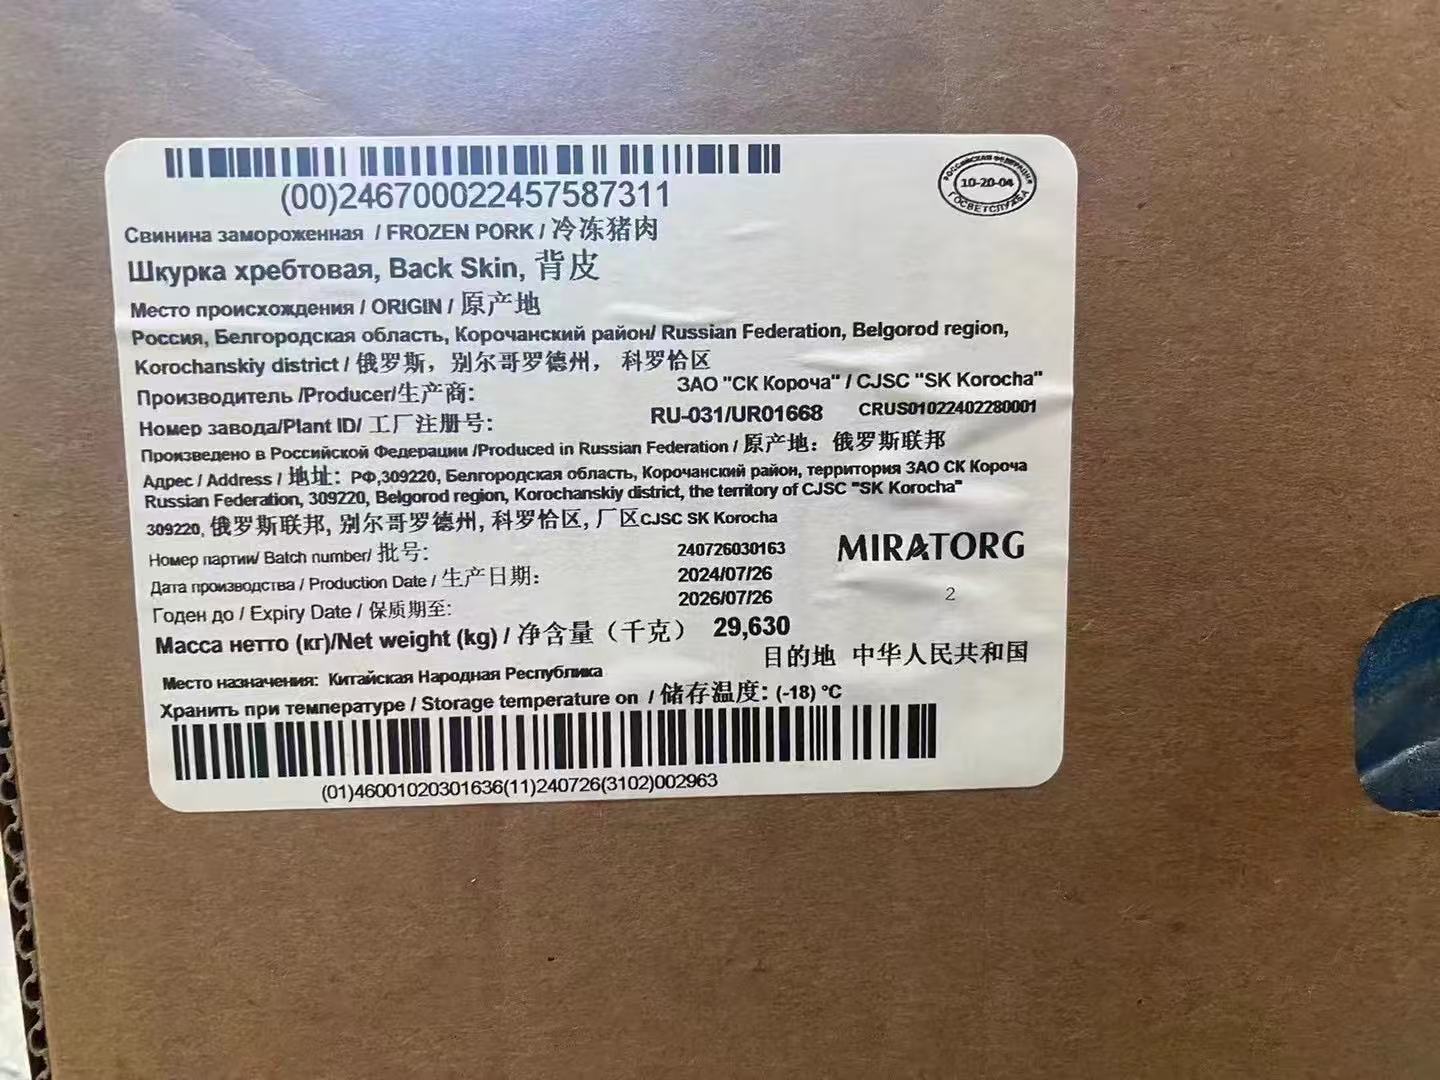 (00)246700022457587311
РОССИЙСКАЯ ФЕДЕРАЦИЯ
10-20-04
ГОСВЕТСЛУЖБА
Свинина замороженная / FROZEN PORK / 冷冻猪肉
Шкурка хребтовая, Back Skin, 背皮
Место происхождения / ORIGIN / 原产地
Россия, Белгородская область, Корочанский район/ Russian Federation, Belgorod region,
Korochanskiy district / 俄罗斯，别尔哥罗德州， 科罗恰区
Производитель /Producer/生产商: ЗАО "СК Короча" / CJSC "SK Korocha"
Номер завода/Plant ID/ 工厂注册号: RU-031/UR01668 CRUS01022402280001
Произведено в Российской Федерации /Produced in Russian Federation / 原产地：俄罗斯联邦
Адрес / Address / 地址：РФ,309220, Белгородская область, Корочанский район, территория ЗАО СК Короча
Russian Federation, 309220, Belgorod region, Korochanskiy district, the territory of CJSC "SK Korocha"
309220, 俄罗斯联邦, 别尔哥罗德州, 科罗恰区, 厂区CJSC SK Korocha
Номер партии/ Batch number/ 批号: 240726030163
MIRATORG
Дата производства / Production Date / 生产日期: 2024/07/26
Годен до / Expiry Date / 保质期至: 2026/07/26
2
Масса нетто (кг)/Net weight (kg) / 净含量（千克） 29,630
目的地 中华人民共和国
Место назначения: Китайская Народная Республика
Хранить при температуре / Storage temperature on / 储存温度: (-18) °C
(01)46001020301636(11)240726(3102)002963